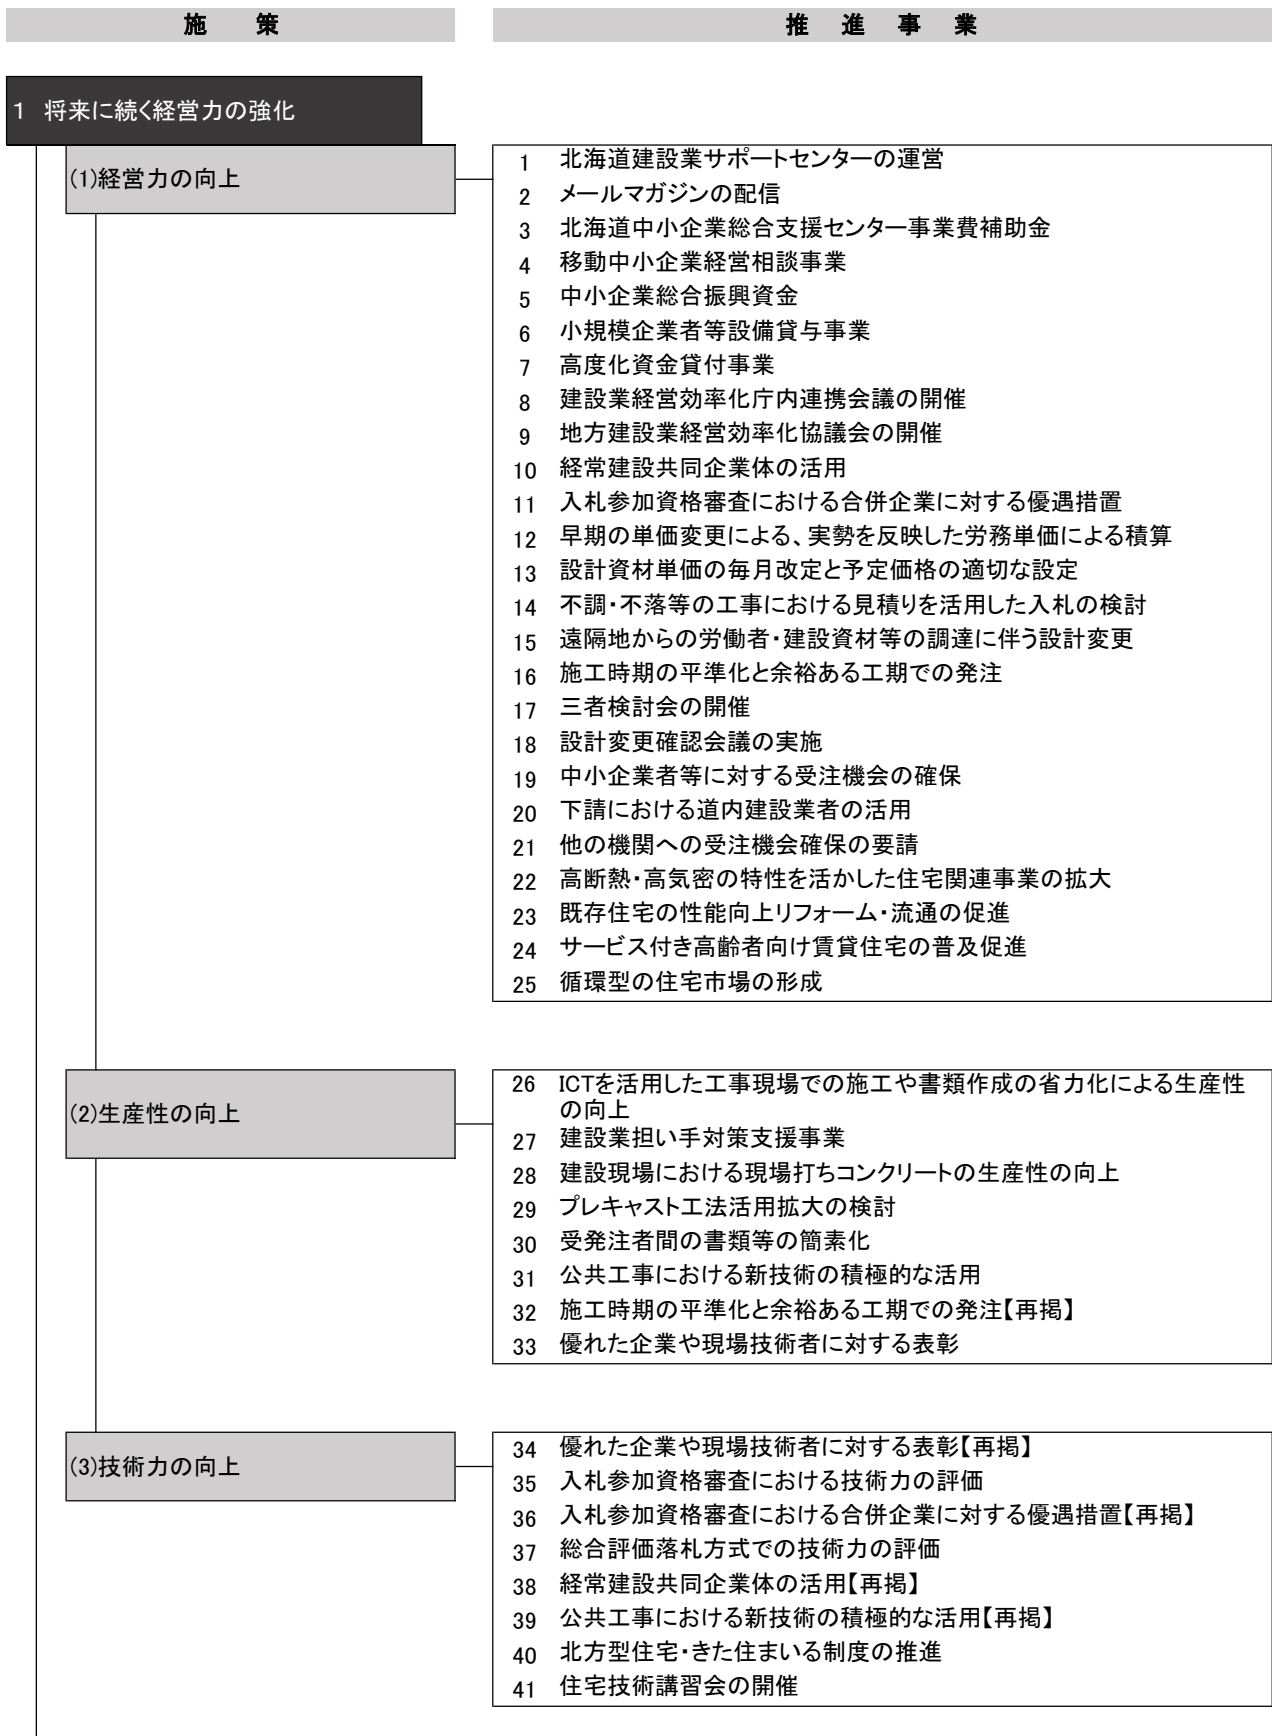 施　策
推　進　事　業
1　将来に続く経営力の強化
(1)経営力の向上
1　北海道建設業サポートセンターの運営
2　メールマガジンの配信
3　北海道中小企業総合支援センター事業費補助金
4　移動中小企業経営相談事業
5　中小企業総合振興資金
6　小規模企業者等設備貸与事業
7　高度化資金貸付事業
8　建設業経営効率化庁内連携会議の開催
9　地方建設業経営効率化協議会の開催
10　経常建設共同企業体の活用
11　入札参加資格審査における合併企業に対する優遇措置
12　早期の単価変更による、実勢を反映した労務単価による積算
13　設計資材単価の毎月改定と予定価格の適切な設定
14　不調・不落等の工事における見積りを活用した入札の検討
15　遠隔地からの労働者・建設資材等の調達に伴う設計変更
16　施工時期の平準化と余裕ある工期での発注
17　三者検討会の開催
18　設計変更確認会議の実施
19　中小企業者等に対する受注機会の確保
20　下請における道内建設業者の活用
21　他の機関への受注機会確保の要請
22　高断熱・高気密の特性を活かした住宅関連事業の拡大
23　既存住宅の性能向上リフォーム・流通の促進
24　サービス付き高齢者向け賃貸住宅の普及促進
25　循環型の住宅市場の形成
(2)生産性の向上
26　ICTを活用した工事現場での施工や書類作成の省力化による生産性
の向上
27　建設業担い手対策支援事業
28　建設現場における現場打ちコンクリートの生産性の向上
29　プレキャスト工法活用拡大の検討
30　受発注者間の書類等の簡素化
31　公共工事における新技術の積極的な活用
32　施工時期の平準化と余裕ある工期での発注【再掲】
33　優れた企業や現場技術者に対する表彰
(3)技術力の向上
34　優れた企業や現場技術者に対する表彰【再掲】
35　入札参加資格審査における技術力の評価
36　入札参加資格審査における合併企業に対する優遇措置【再掲】
37　総合評価落札方式での技術力の評価
38　経常建設共同企業体の活用【再掲】
39　公共工事における新技術の積極的な活用【再掲】
40　北方型住宅・きた住まいる制度の推進
41　住宅技術講習会の開催